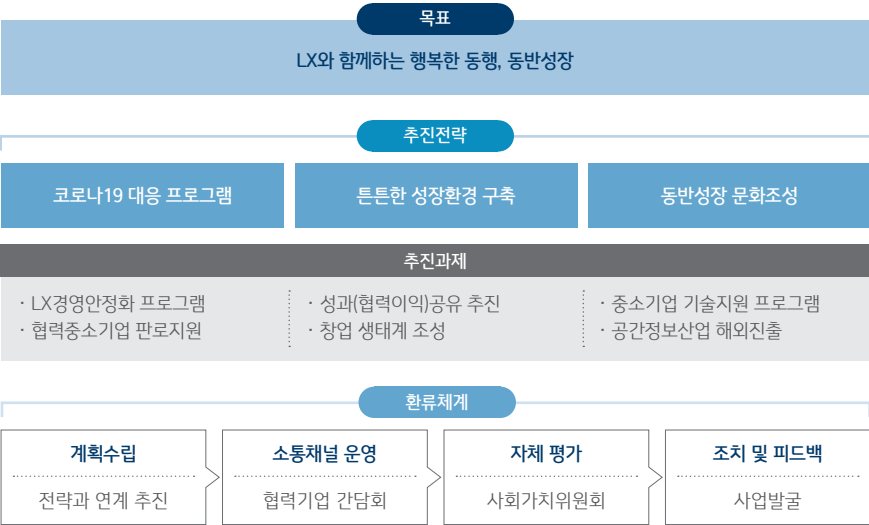 목표
LX와 함께하는 행복한 동행, 동반성장
추진전략
코로나19 대응 프로그램
튼튼한 성장환경 구축
동반성장 문화조성
추진과제
· LX경영안정화 프로그램
· 협력중소기업 판로지원
· 성과(협력이익)공유 추진
· 창업 생태계 조성
· 중소기업 기술지원 프로그램
· 공간정보산업 해외진출
환류체계
계획수립
전략과 연계 추진
소통채널 운영
협력기업 간담회
자체 평가
사회가치위원회
조치 및 피드백
사업발굴